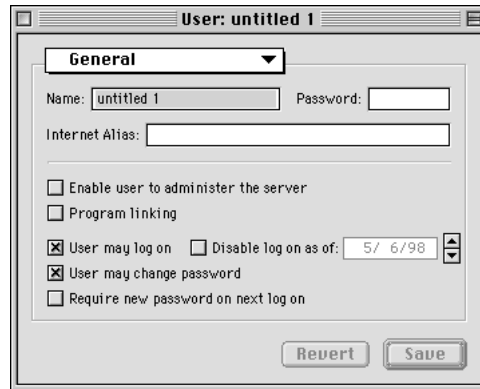 User: untitled 1
General
Name: untitled 1 Password:
Internet Alias:
Enable user to administer the server
Program linking
User may log on Disable log on as of: 5/ 6/98
User may change password
Require new password on next log on
Revert Save